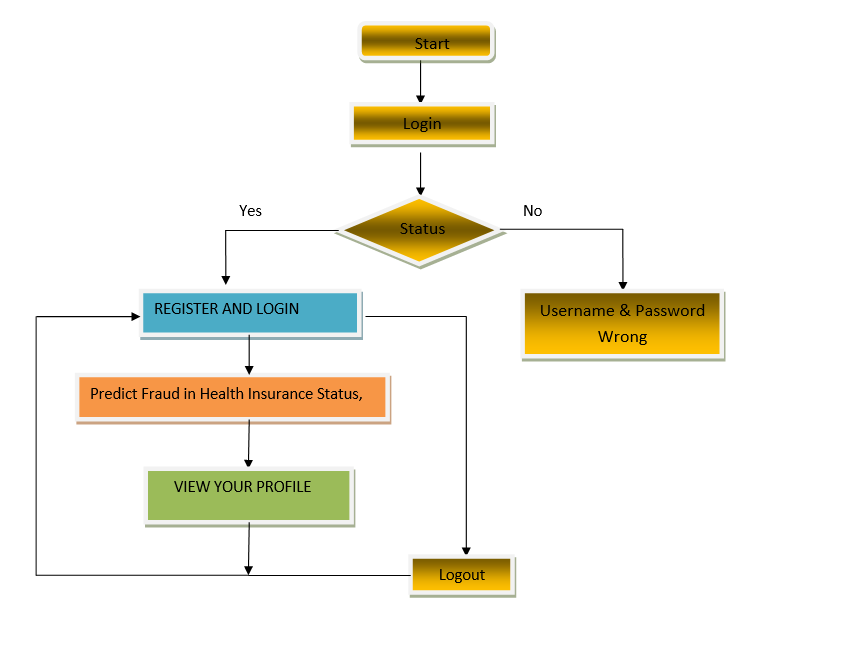 Start
Login
Status
Yes
No
REGISTER AND LOGIN
Username & Password
Wrong
Predict Fraud in Health Insurance Status,
VIEW YOUR PROFILE
Logout